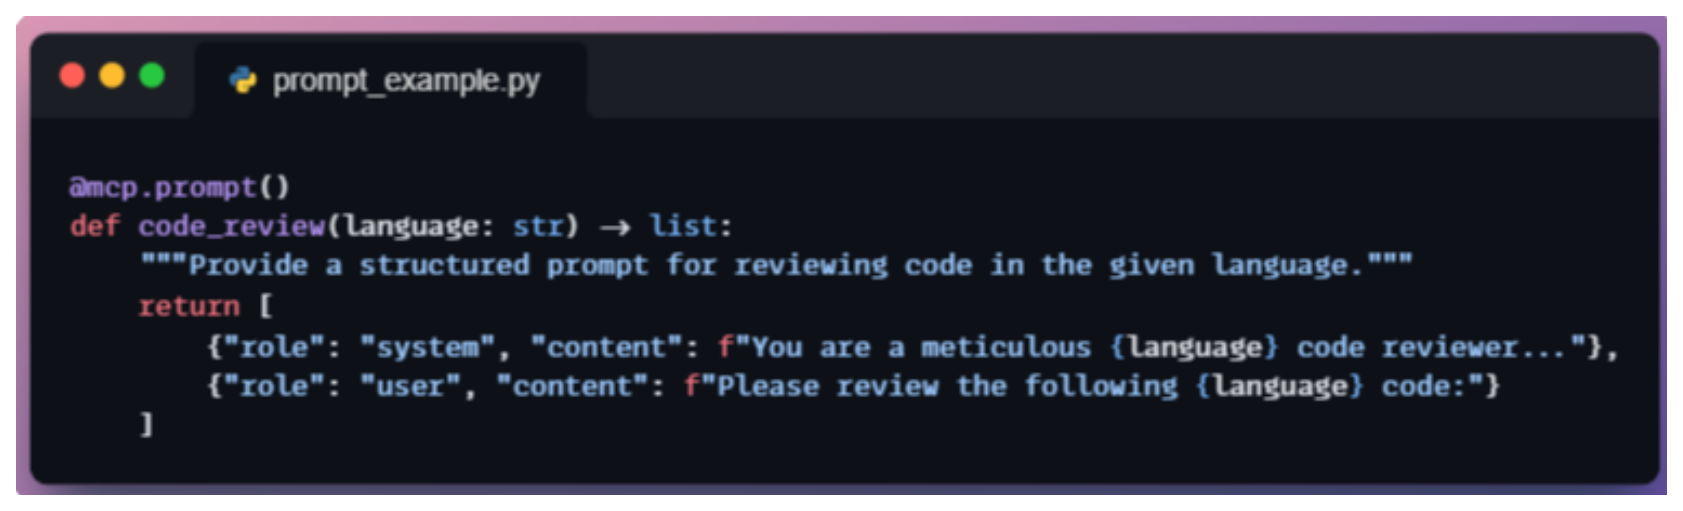 prompt_example.py
@mcp.prompt()
def code_review(language: str) → list:
    """Provide a structured prompt for reviewing code in the given language."""
    return [
        {"role": "system", "content": f"You are a meticulous {language} code reviewer..."},
        {"role": "user", "content": f"Please review the following {language} code:"}
    ]